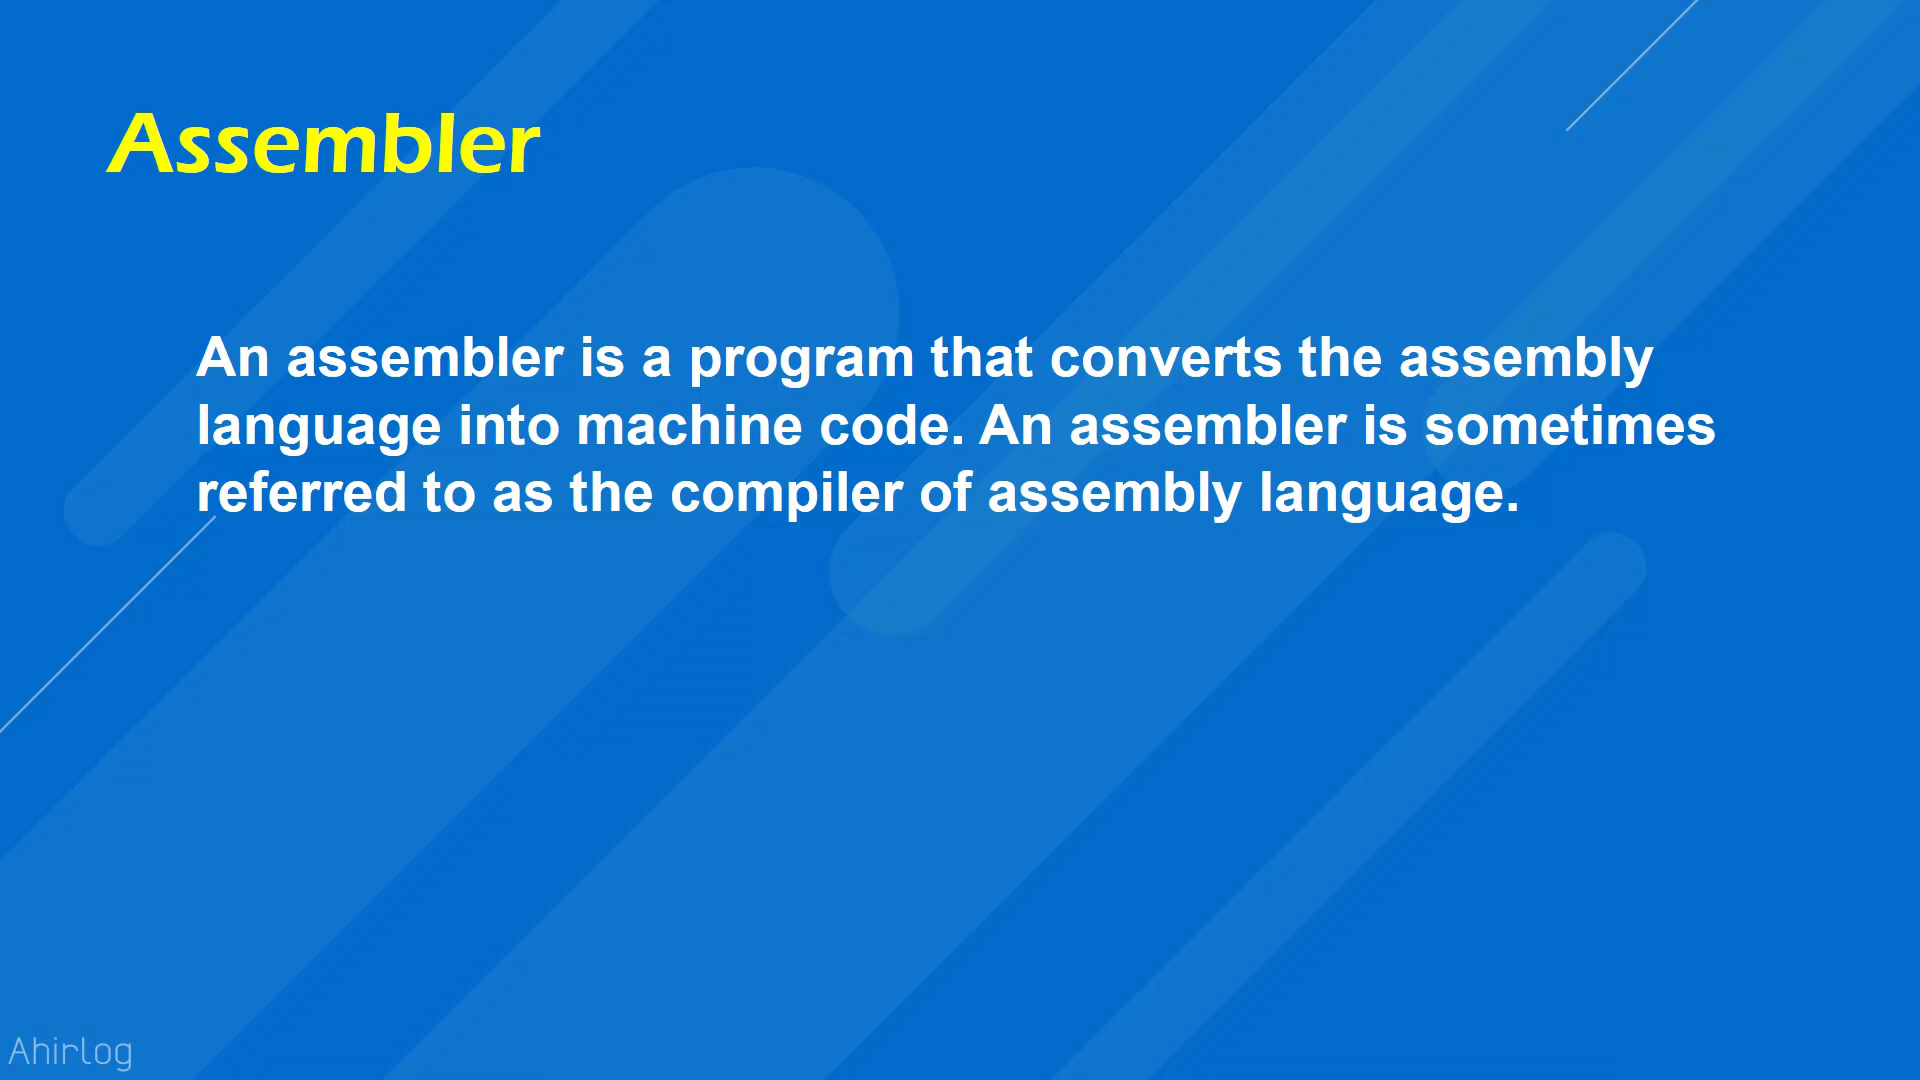 Assembler
An assembler is a program that converts the assembly
language into machine code. An assembler is sometimes
referred to as the compiler of assembly language.
Ahirlog